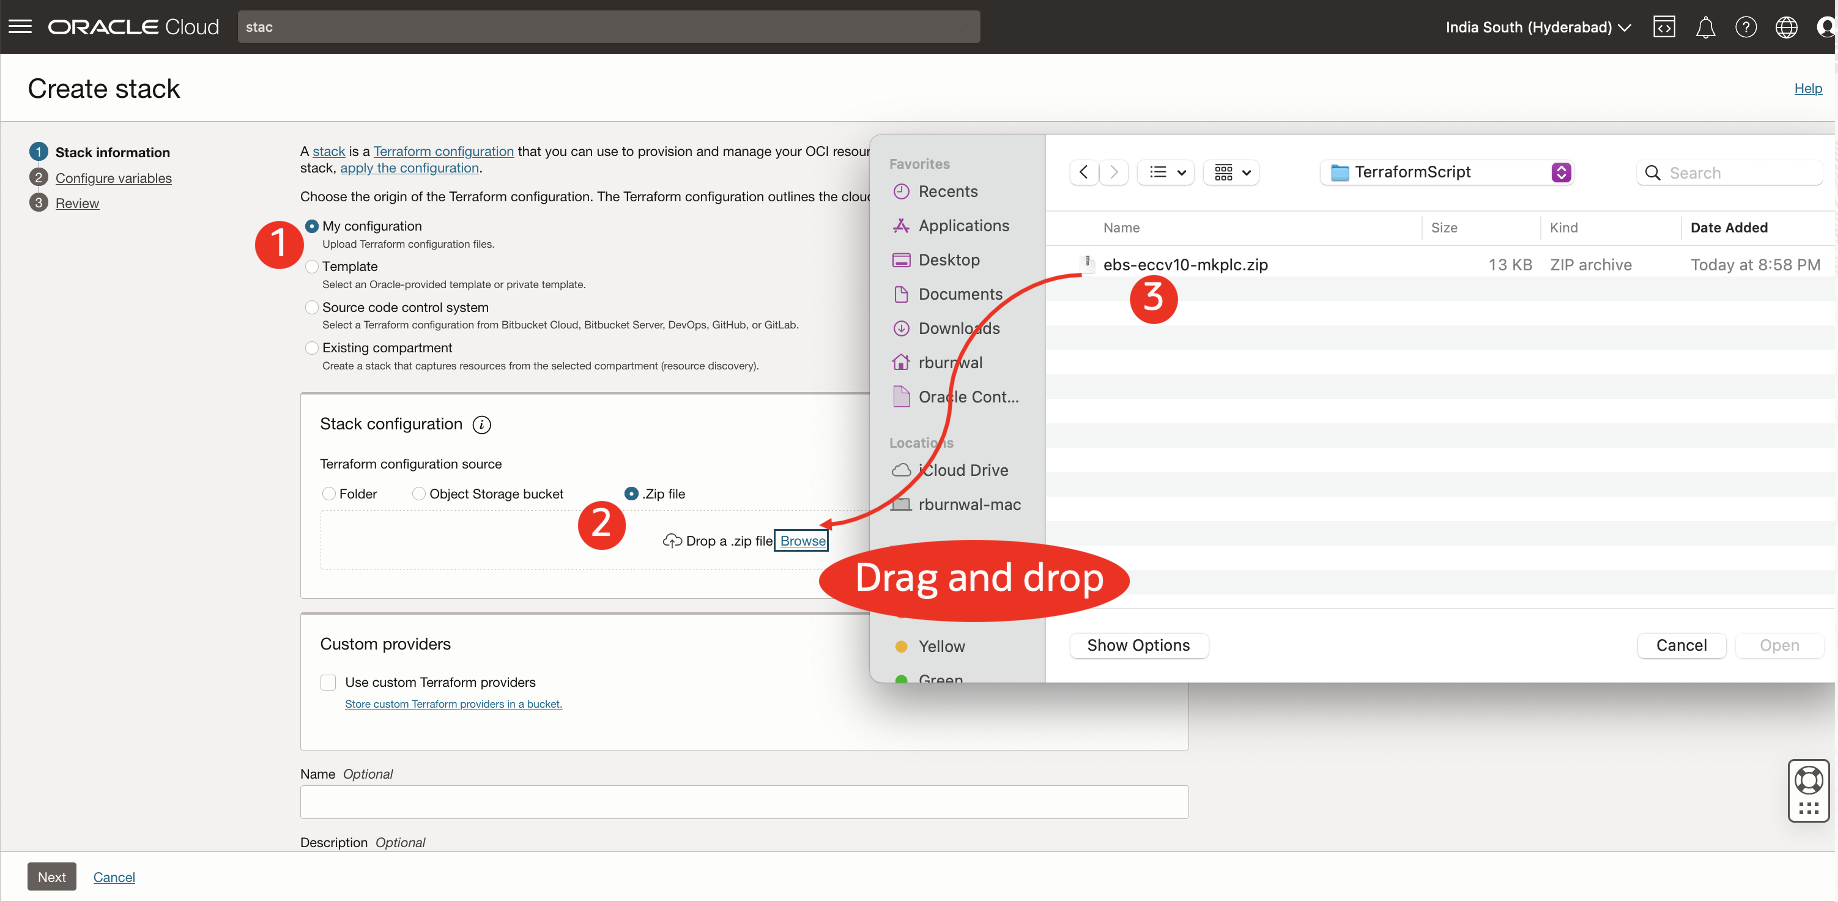 ORACLE Cloud
stac
India South (Hyderabad)
Create stack
Help
1 Stack information
2 Configure variables
3 Review
A stack is a Terraform configuration that you can use to provision and manage your OCI resour
stack, apply the configuration.
Choose the origin of the Terraform configuration. The Terraform configuration outlines the clou
1
My configuration
Upload Terraform configuration files.
Template
Select an Oracle-provided template or private template.
Source code control system
Select a Terraform configuration from Bitbucket Cloud, Bitbucket Server, DevOps, GitHub, or GitLab.
Existing compartment
Create a stack that captures resources from the selected compartment (resource discovery).
Stack configuration i
Terraform configuration source
Folder Object Storage bucket .Zip file
2
Drop a .zip file Browse
Custom providers
Use custom Terraform providers
Store custom Terraform providers in a bucket.
Name Optional
Description Optional
Next Cancel
Favorites
Recents
Applications
Desktop
Documents
Downloads
rburnwal
Oracle Cont...
Locations
iCloud Drive
rburnwal-mac
Drag and drop
Yellow
Green
TerraformScript
Search
Name Size Kind Date Added
ebs-eccv10-mkplc.zip 13 KB ZIP archive Today at 8:58 PM
3
Show Options Cancel Open